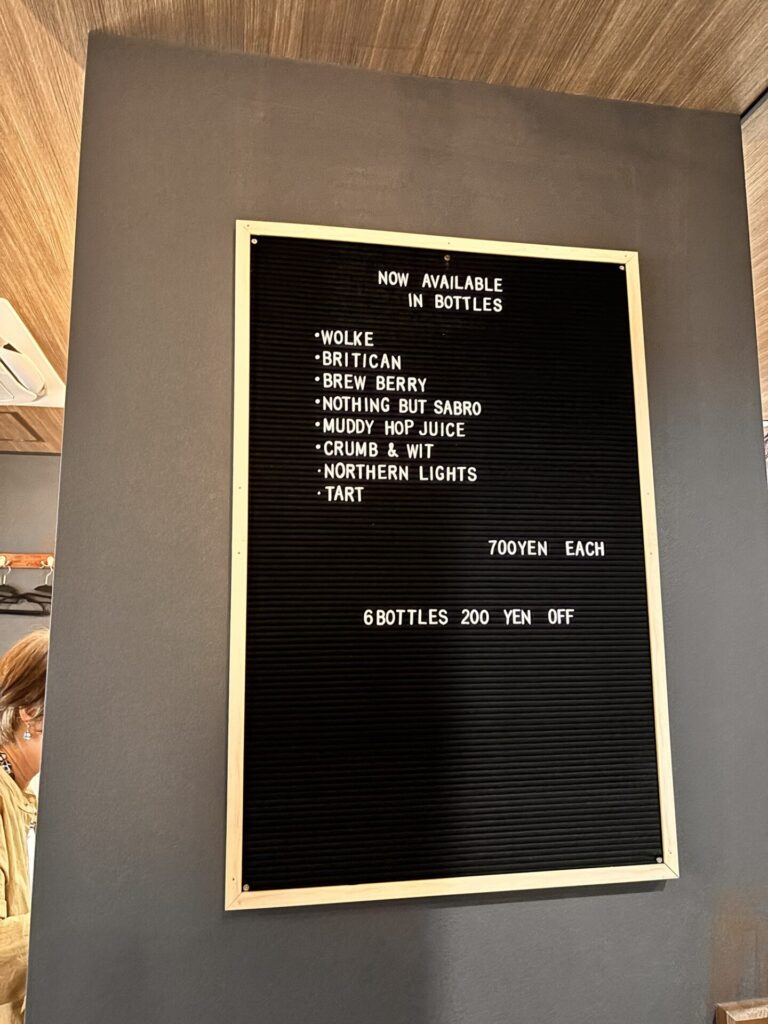 NOW AVAILABLE
IN BOTTLES
·WOLKE
·BRITICAN
·BREW BERRY
·NOTHING BUT SABRO
·MUDDY HOP JUICE
·CRUMB & WIT
·NORTHERN LIGHTS
·TART
700YEN EACH
6BOTTLES 200 YEN OFF